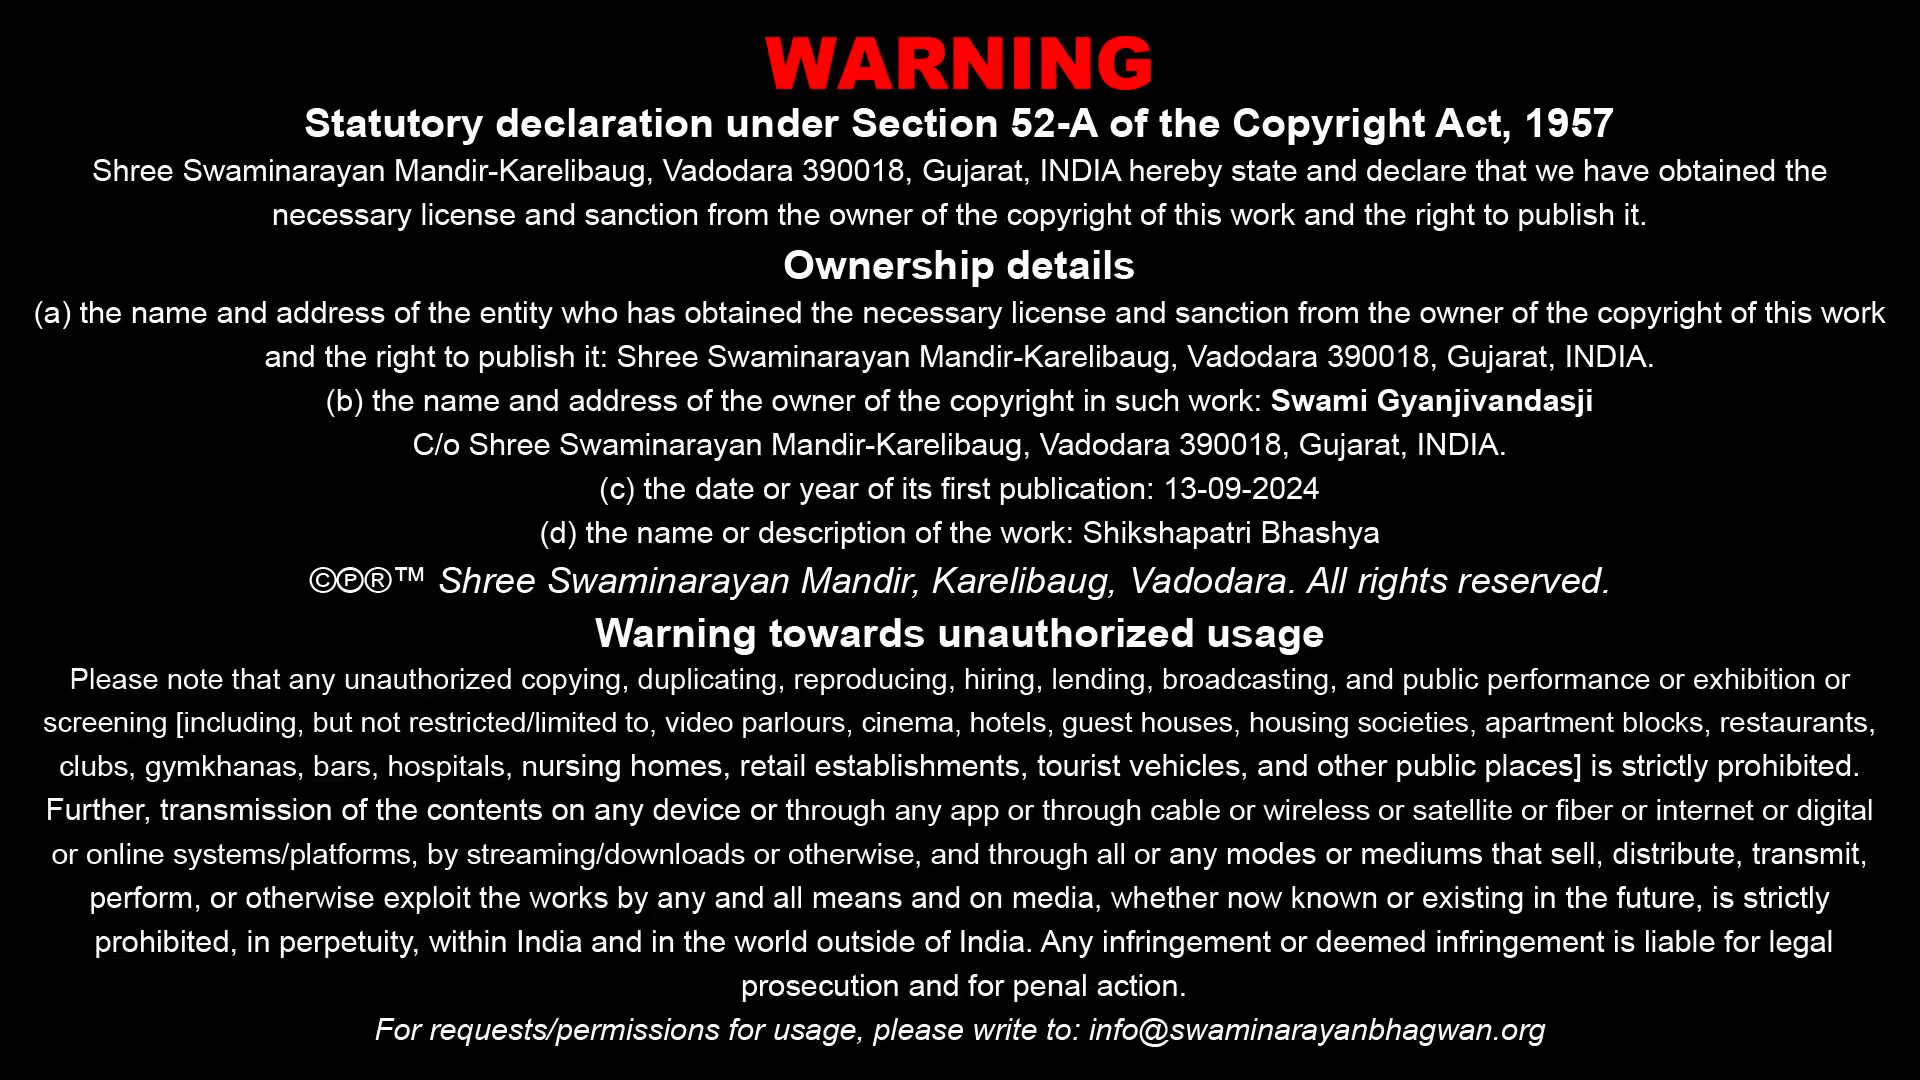 WARNING
Statutory declaration under Section 52-A of the Copyright Act, 1957
Shree Swaminarayan Mandir-Karelibaug, Vadodara 390018, Gujarat, INDIA hereby state and declare that we have obtained the
necessary license and sanction from the owner of the copyright of this work and the right to publish it.
Ownership details
(a) the name and address of the entity who has obtained the necessary license and sanction from the owner of the copyright of this work
and the right to publish it: Shree Swaminarayan Mandir-Karelibaug, Vadodara 390018, Gujarat, INDIA.
(b) the name and address of the owner of the copyright in such work: Swami Gyanjivandasji
C/o Shree Swaminarayan Mandir-Karelibaug, Vadodara 390018, Gujarat, INDIA.
(c) the date or year of its first publication: 13-09-2024
(d) the name or description of the work: Shikshapatri Bhashya
©℗®™ Shree Swaminarayan Mandir, Karelibaug, Vadodara. All rights reserved.
Warning towards unauthorized usage
Please note that any unauthorized copying, duplicating, reproducing, hiring, lending, broadcasting, and public performance or exhibition or
screening [including, but not restricted/limited to, video parlours, cinema, hotels, guest houses, housing societies, apartment blocks, restaurants,
clubs, gymkhanas, bars, hospitals, nursing homes, retail establishments, tourist vehicles, and other public places] is strictly prohibited.
Further, transmission of the contents on any device or through any app or through cable or wireless or satellite or fiber or internet or digital
or online systems/platforms, by streaming/downloads or otherwise, and through all or any modes or mediums that sell, distribute, transmit,
perform, or otherwise exploit the works by any and all means and on media, whether now known or existing in the future, is strictly
prohibited, in perpetuity, within India and in the world outside of India. Any infringement or deemed infringement is liable for legal
prosecution and for penal action.
For requests/permissions for usage, please write to: info@swaminarayanbhagwan.org